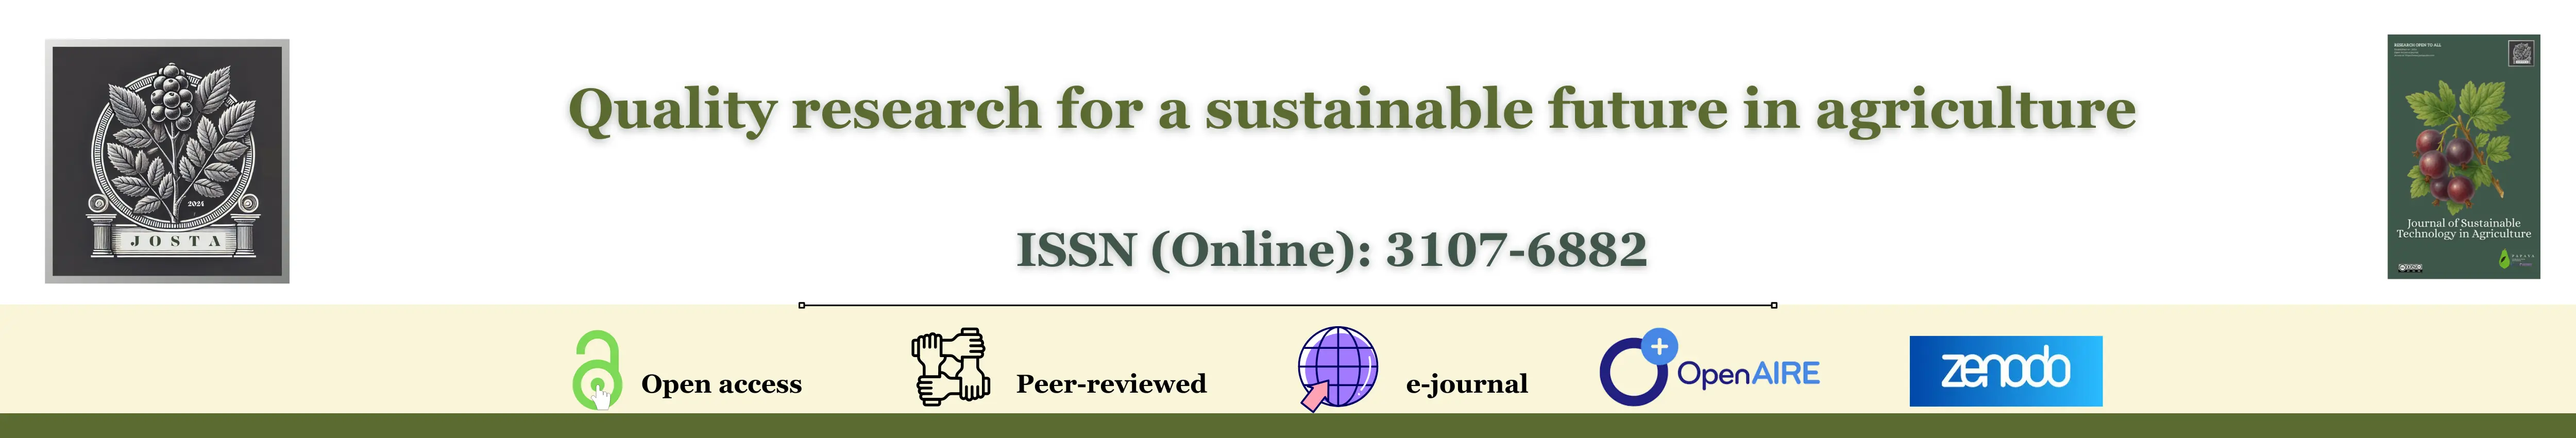 RESEARCH OPEN TO ALL
Quality research for a sustainable future in agriculture
2024
JOSTA
ISSN (Online): 3107-6882
Journal of Sustainable
Technology in Agriculture
PAPAYA
Open access
Peer-reviewed
e-journal
OpenAIRE
zenodo